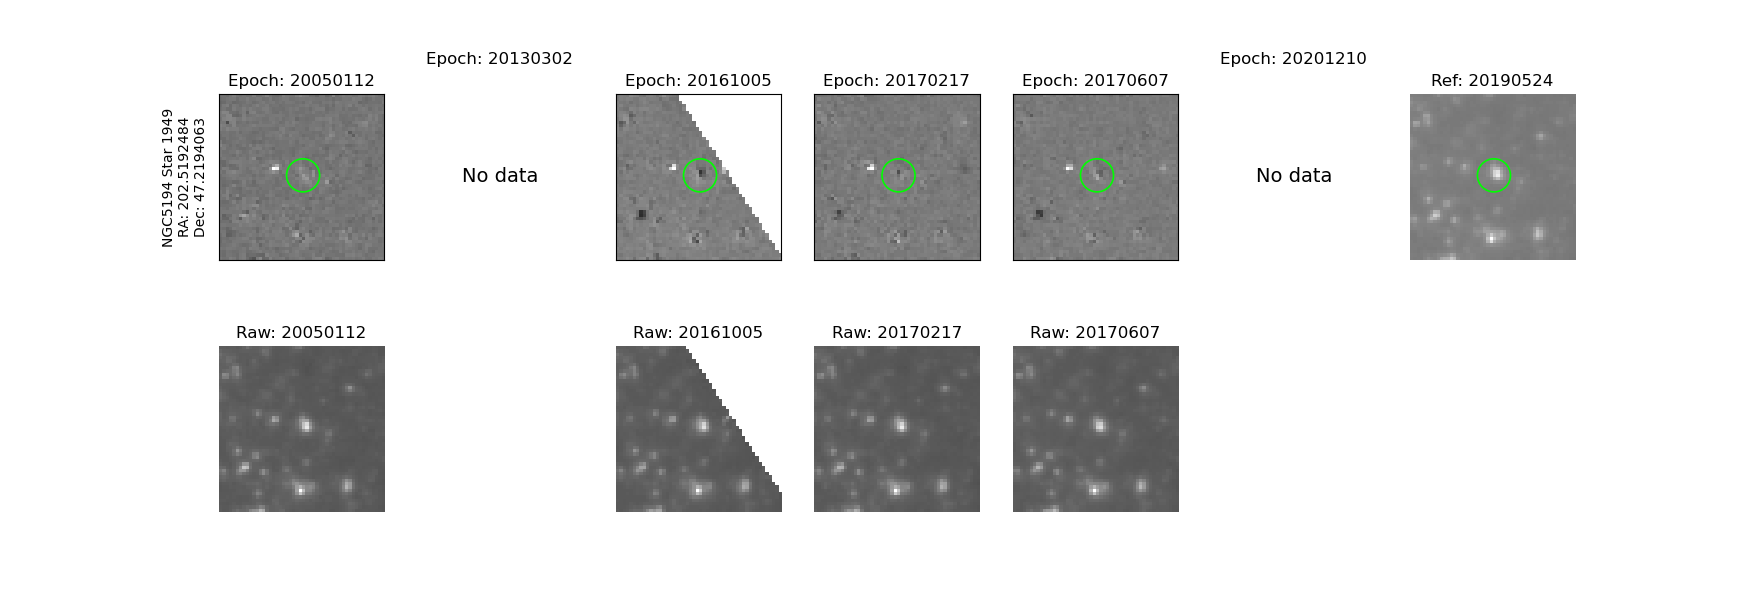 Epoch: 20130302
Epoch: 20201210
Epoch: 20050112
Epoch: 20161005
Epoch: 20170217
Epoch: 20170607
Ref: 20190524
NGC5194 Star 1949
RA: 202.5192484
Dec: 47.2194063
No data
No data
Raw: 20050112
Raw: 20161005
Raw: 20170217
Raw: 20170607